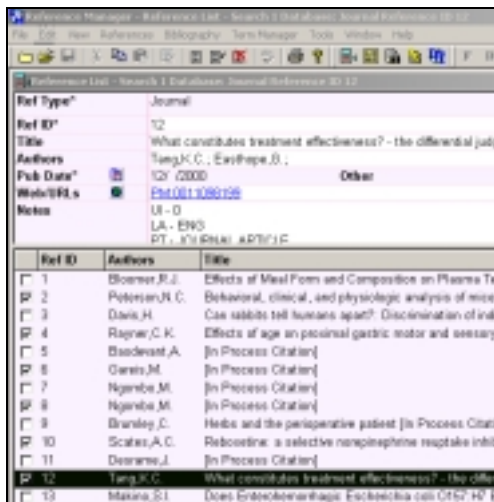 Reference Manager - Reference List - Search 1 Database: Journal Reference ID 12
File Edit View References Bibliography Term Manager Tools Window Help
Reference List - Search 1 Database: Journal Reference ID 12
Ref Type* Journal
Ref ID* 12
Title What constitutes treatment effectiveness? - the differential judg
Authors Tang,K.C.; Easthope,G.;
Pub Date* 12/ /2000 Other
Web/URLs
Notes UI - 0
LA - ENG
PT - JOURNAL ARTICLE
Ref ID Authors Title
1 Bloomer,R.J. Effects of Meal Form and Composition on Plasma Te
2 Peterson,N.C. Behavioral, clinical, and physiologic analysis of mice
3 Davis,H. Can rabbits tell humans apart?: Discrimination of indi
4 Rayner,C.K. Effects of age on proximal gastric motor and sensory
5 Basdevant,A. [In Process Citation]
6 M. [In Process Citation]
7 Ngombe,M. [In Process Citation]
8 Ngombe,M. [In Process Citation]
9 Brumley,C. Herbs and the perioperative patient [In Process Citat
10 Scates,A.C. Reboxetine: a selective norepinephrine reuptake inhib
11 [In Process Citation]
12 Tang,K.C. What constitutes treatment effectiveness? - the diffe
13 Makino,S.I. Does Enterohemorrhagic Escherichia coli O157 H7